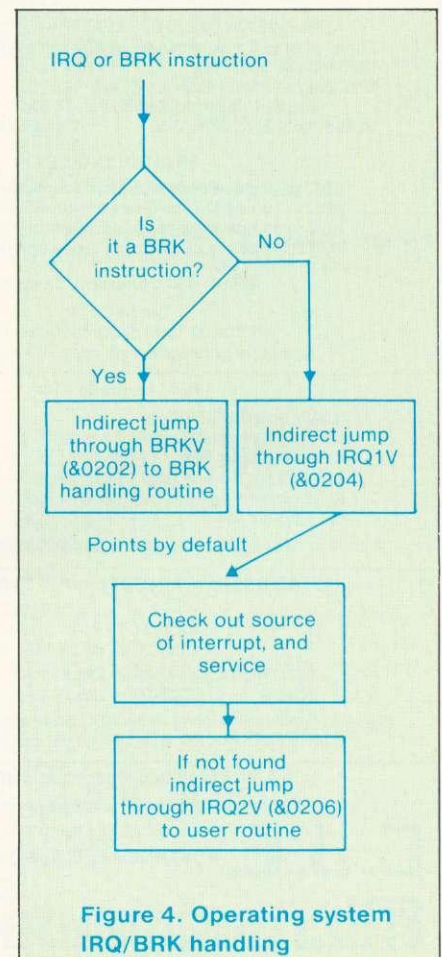 IRQ or BRK instruction
Is
it a BRK
instruction?
No
Yes
Indirect jump
through BRKV
(&0202) to BRK
handling routine
Indirect jump
through IRQ1V
(&0204)
Points by default
Check out source
of interrupt, and
service
If not found
indirect jump
through IRQ2V (&0206)
to user routine
Figure 4. Operating system
IRQ/BRK handling